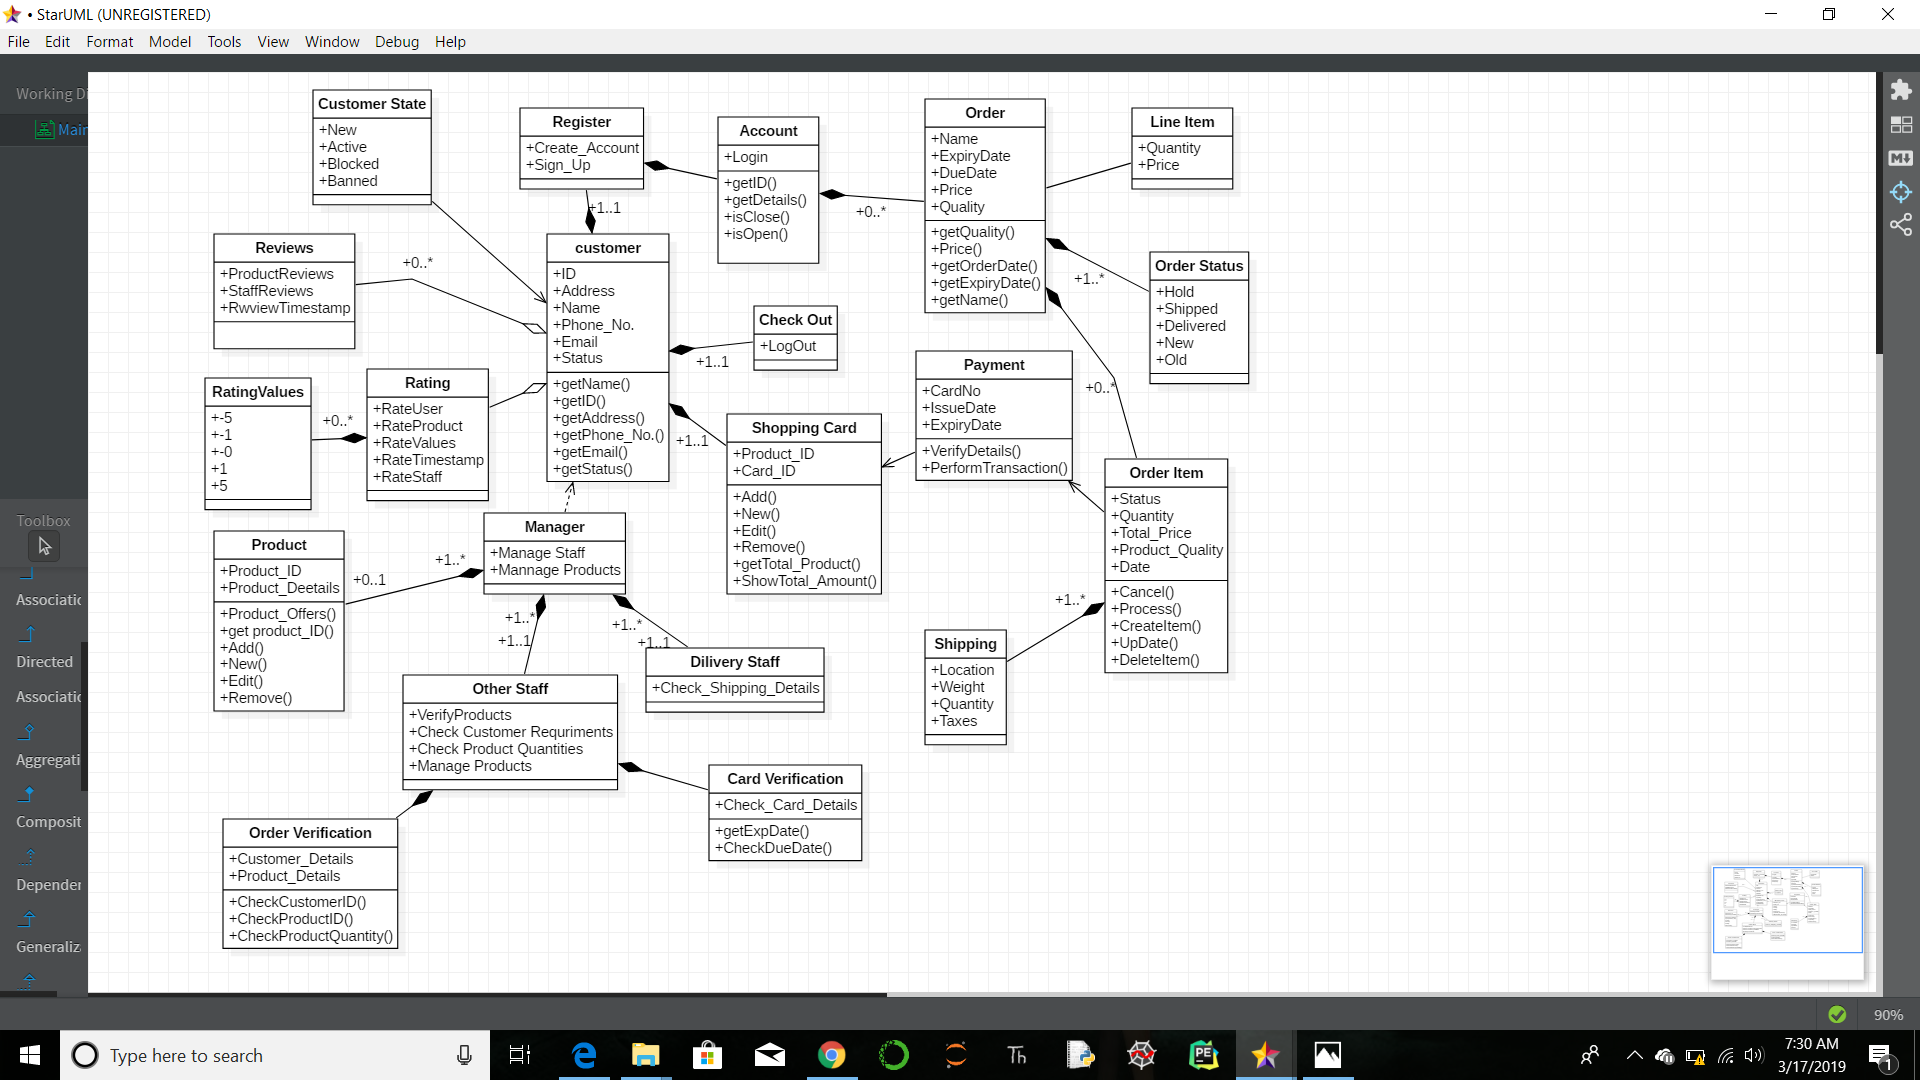 • StarUML (UNREGISTERED)
File Edit Format Model Tools View Window Debug Help
Working Di
Main
Toolbox
Associatic
Directed
Associatic
Aggregati
Composit
Depender
Generaliz
Customer State
+New
+Active
+Blocked
+Banned
Register
+Create_Account
+Sign_Up
+1..1
Account
+Login
+getID()
+getDetails()
+isClose()
+isOpen()
+0..*
Order
+Name
+ExpiryDate
+DueDate
+Price
+Quality
+getQuality()
+Price()
+getOrderDate()
+getExpiryDate()
+getName()
Line Item
+Quantity
+Price
Reviews
+ProductReviews
+StaffReviews
+RwviewTimestamp
+0..*
customer
+ID
+Address
+Name
+Phone_No.
+Email
+Status
+getName()
+getID()
+getAddress()
+getPhone_No.()
+getEmail()
+getStatus()
Check Out
+LogOut
+1..1
+1..*
Order Status
+Hold
+Shipped
+Delivered
+New
+Old
RatingValues
+-5
+-1
+-0
+1
+5
+0..*
Rating
+RateUser
+RateProduct
+RateValues
+RateTimestamp
+RateStaff
+1..1
Shopping Card
+Product_ID
+Card_ID
+Add()
+New()
+Edit()
+Remove()
+getTotal_Product()
+ShowTotal_Amount()
Payment
+CardNo
+IssueDate
+ExpiryDate
+VerifyDetails()
+PerformTransaction()
+0..*
Order Item
+Status
+Quantity
+Total_Price
+Product_Quality
+Date
+Cancel()
+Process()
+CreateItem()
+UpDate()
+DeleteItem()
Product
+Product_ID
+Product_Deetails
+Product_Offers()
+get product_ID()
+Add()
+New()
+Edit()
+Remove()
+0..1
+1..*
Manager
+Manage Staff
+Mannage Products
+1..*
+1..1
+1..*
+1..1
Dilivery Staff
+Check_Shipping_Details
+1..*
Shipping
+Location
+Weight
+Quantity
+Taxes
Other Staff
+VerifyProducts
+Check Customer Requriments
+Check Product Quantities
+Manage Products
Card Verification
+Check_Card_Details
+getExpDate()
+CheckDueDate()
Order Verification
+Customer_Details
+Product_Details
+CheckCustomerID()
+CheckProductID()
+CheckProductQuantity()
90%
Type here to search
Th
PE
7:30 AM
3/17/2019
1